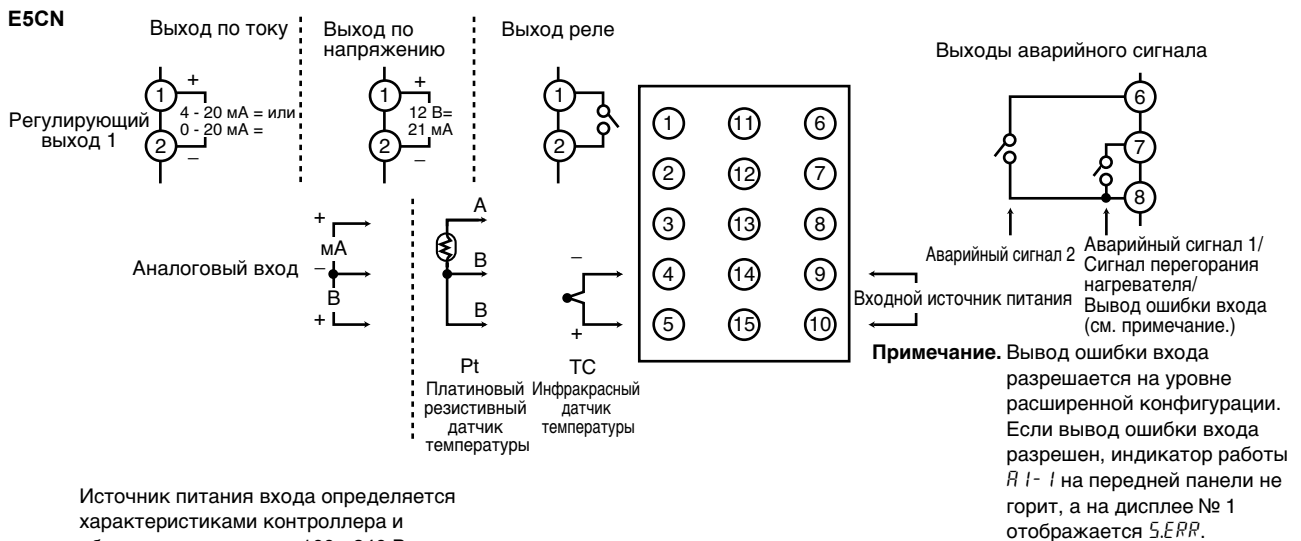 E5CN
Выход по току
Выход по
напряжению
Выход реле
Выходы аварийного сигнала
Регулирующий
выход 1
1
+
4 - 20 мА = или
0 - 20 мА =
2
–
1
+
12 В=
21 мА
2
–
1
2
1 11 6
2 12 7
3 13 8
4 14 9
5 15 10
6
7
8
Аварийный сигнал 2
Аварийный сигнал 1/
Сигнал перегорания
нагревателя/
Вывод ошибки входа
(см. примечание.)
Аналоговый вход
+
мА
–
В
+
A
B
B
–
+
Pt
Платиновый
резистивный
датчик
температуры
TC
Инфракрасный
датчик
температуры
Входной источник питания
Примечание. Вывод ошибки входа
разрешается на уровне
расширенной конфигурации.
Если вывод ошибки входа
разрешен, индикатор работы
A1-1 на передней панели не
горит, а на дисплее № 1
отображается S.ERR.
Источник питания входа определяется
характеристиками контроллера и